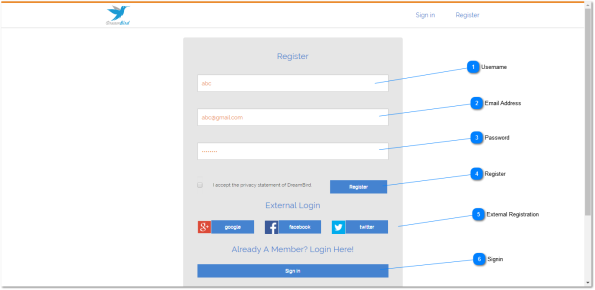 DreamBird
Sign in Register
Register
abc
1 Username
abc@gmail.com
2 Email Address
········
3 Password
I accept the privacy statement of DreamBird
Register
4 Register
External Login
g+ google
f facebook
twitter
5 External Registration
Already A Member? Login Here!
Sign in
6 Signin